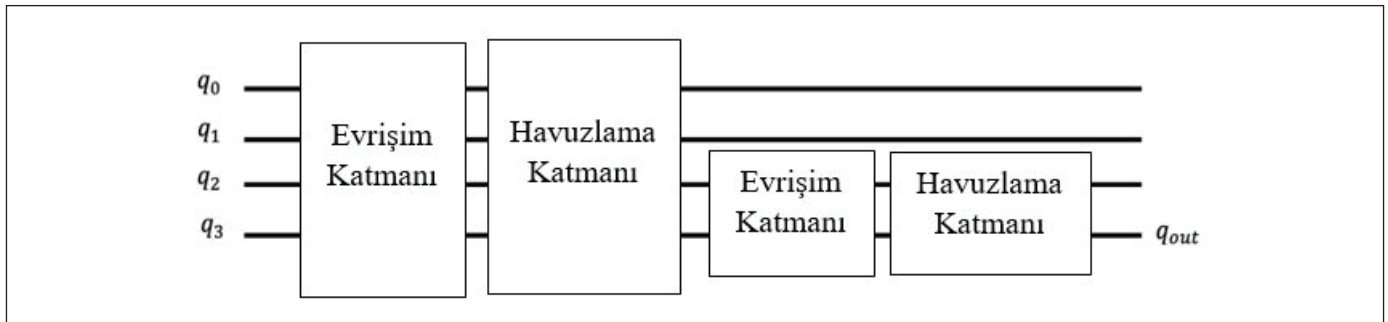 q0
q1
q2
q3
Evrişim
Katmanı
Havuzlama
Katmanı
Evrişim
Katmanı
Havuzlama
Katmanı
qout